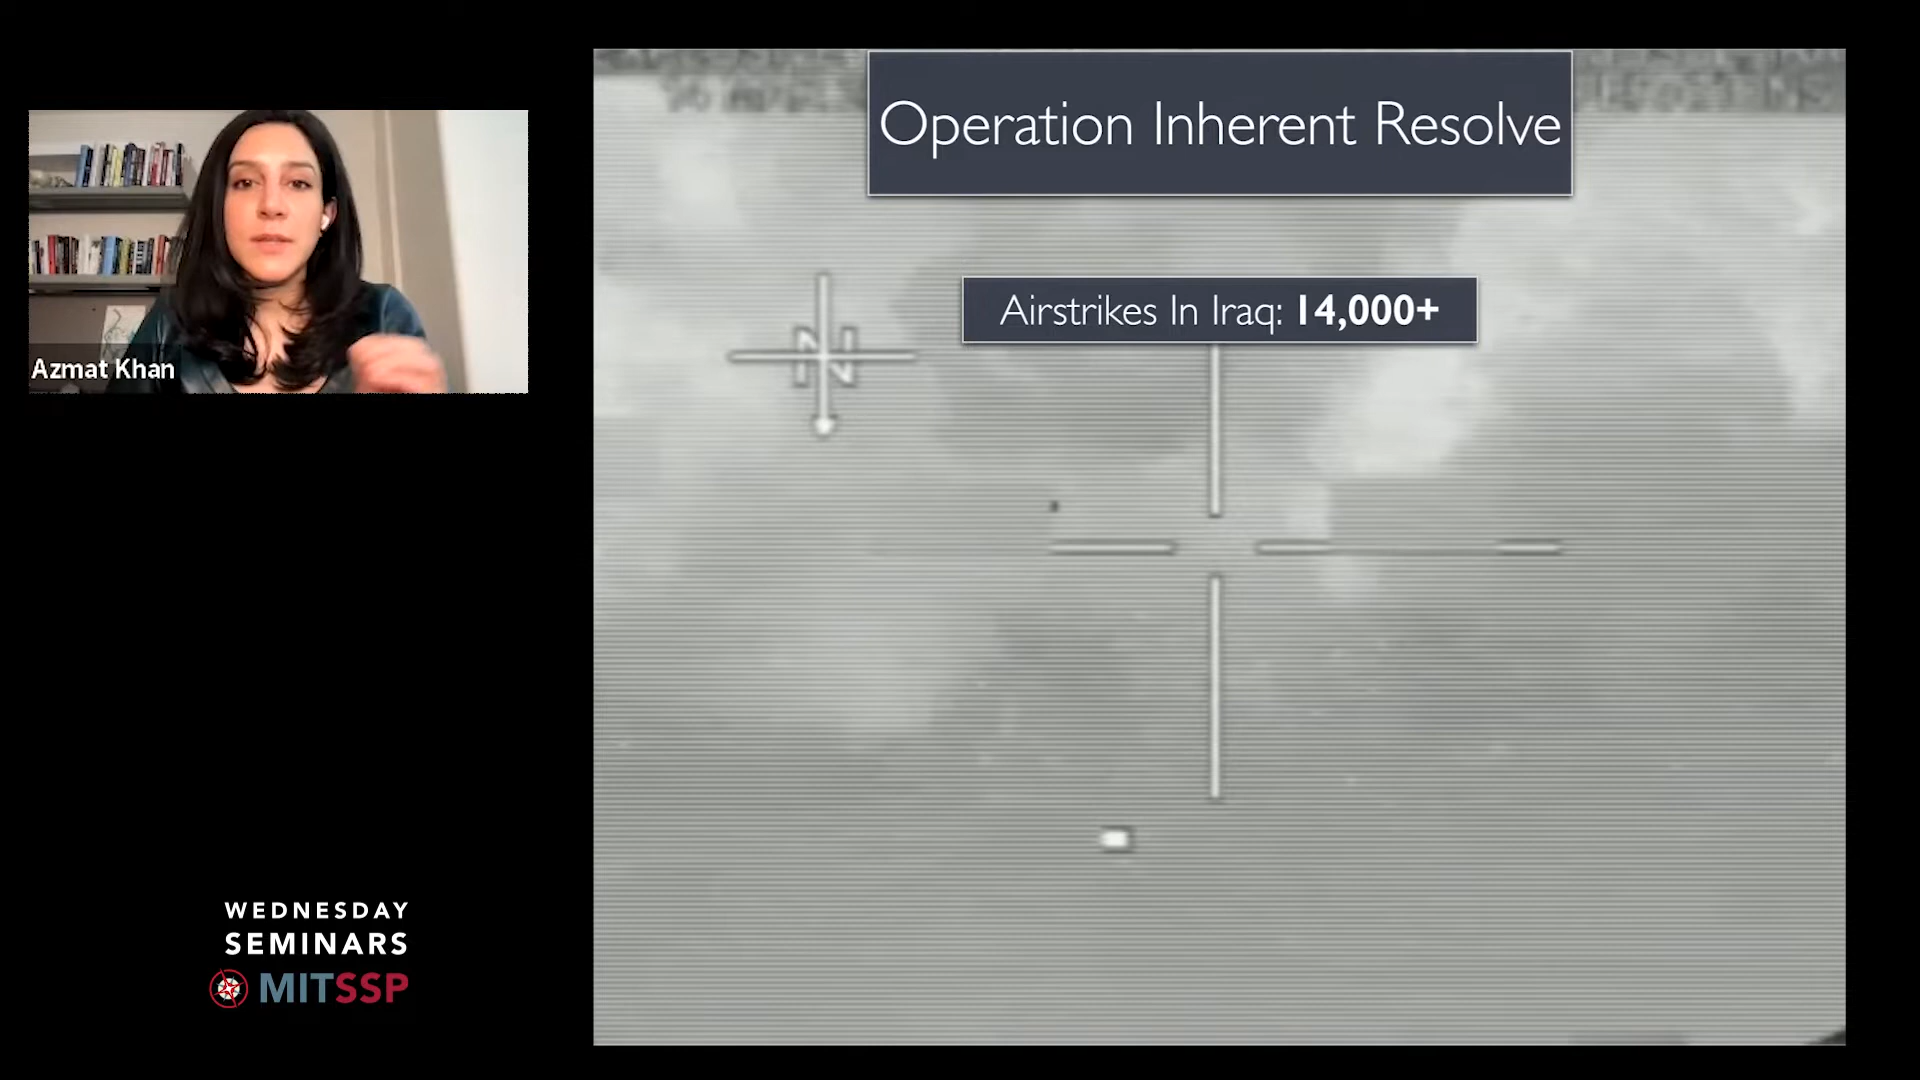 Operation Inherent Resolve
Airstrikes In Iraq: 14,000+
N
Azmat Khan
WEDNESDAY
SEMINARS
MITSSP